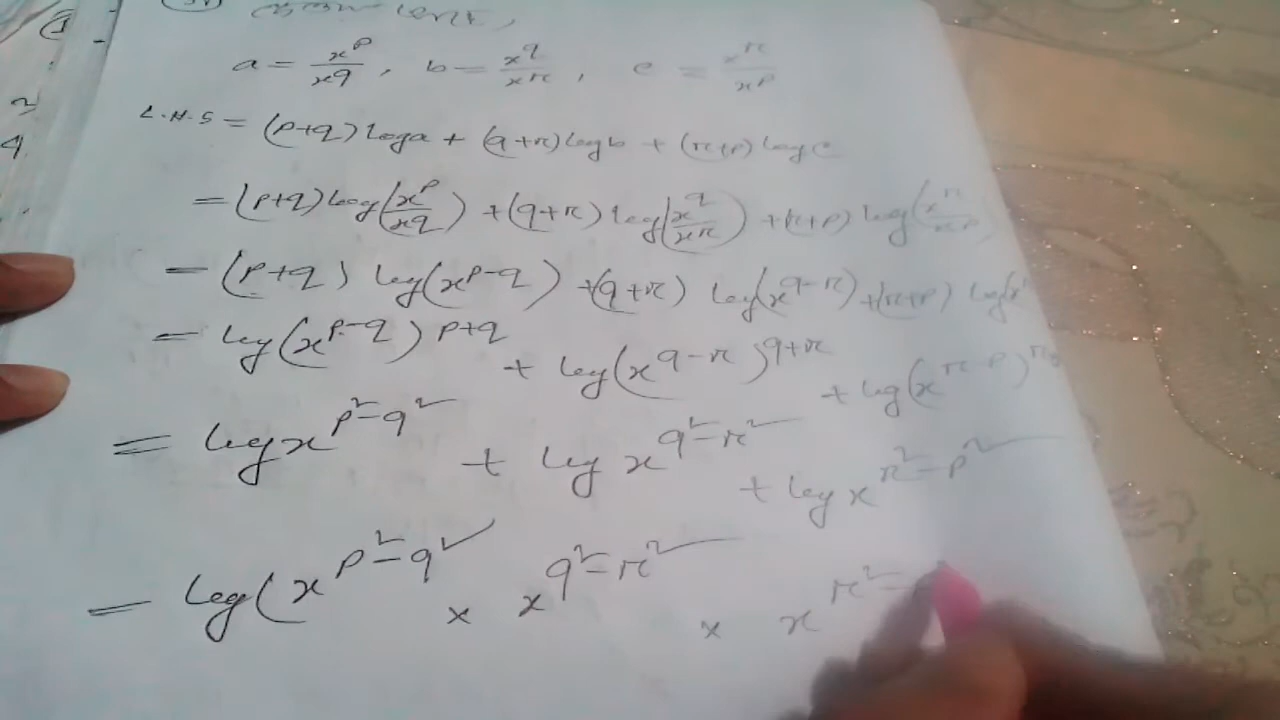 a = x^p/x^q, b = x^q/x^r, c = x^r/x^p
L.H.S = (p+q) log a + (q+r) log b + (r+p) log c
= (p+q) log(x^p/x^q) + (q+r) log(x^q/x^r) + (r+p) log(x^r/x^p)
= (p+q) log(x^p-q) + (q+r) log(x^q-r) + (r+p) log(x^r
= log(x^p-q)^p+q + log(x^q-r)^q+r + log(x^r-p)^r
= log x^p²-q² + log x^q²-r² + log x^r²-p²
= log(x^p²-q² × x^q²-r² × x^r²-